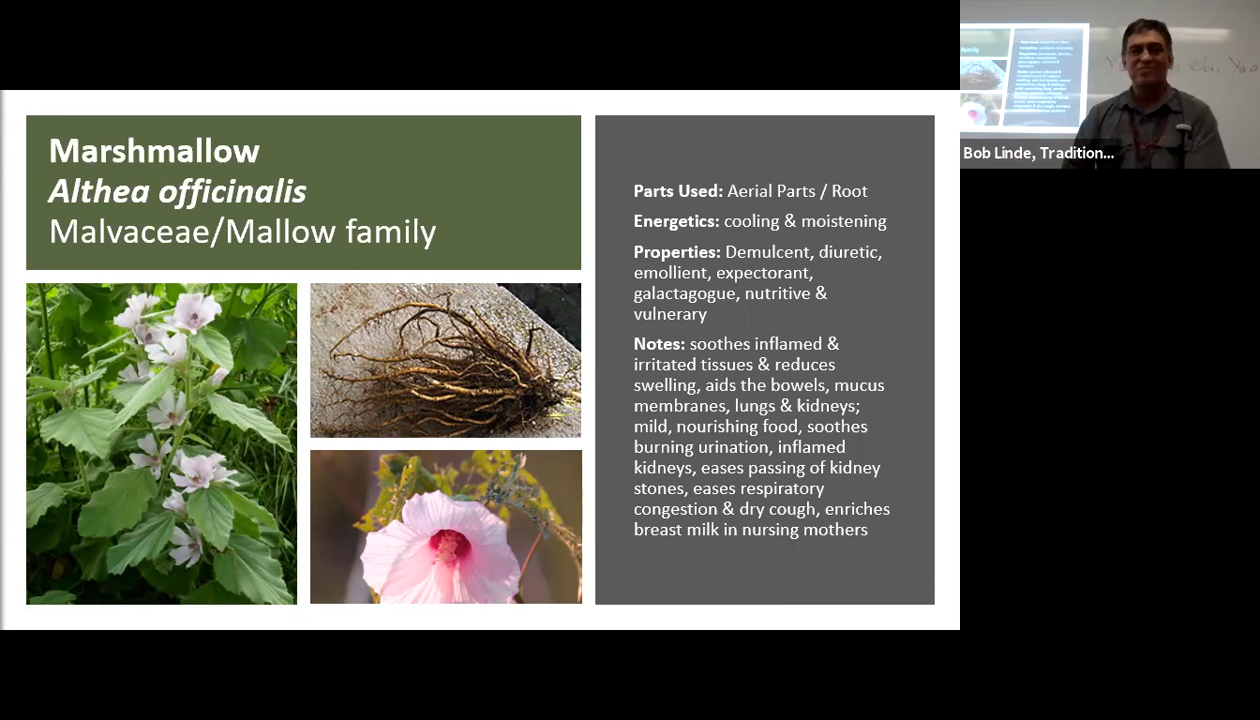 Marshmallow
Althea officinalis
Malvaceae/Mallow family
Parts Used: Aerial Parts / Root
Energetics: cooling & moistening
Properties: Demulcent, diuretic,
emollient, expectorant,
galactagogue, nutritive &
vulnerary
Notes: soothes inflamed &
irritated tissues & reduces
swelling, aids the bowels, mucus
membranes, lungs & kidneys;
mild, nourishing food, soothes
burning urination, inflamed
kidneys, eases passing of kidney
stones, eases respiratory
congestion & dry cough, enriches
breast milk in nursing mothers
family
Bob Linde, Tradition...